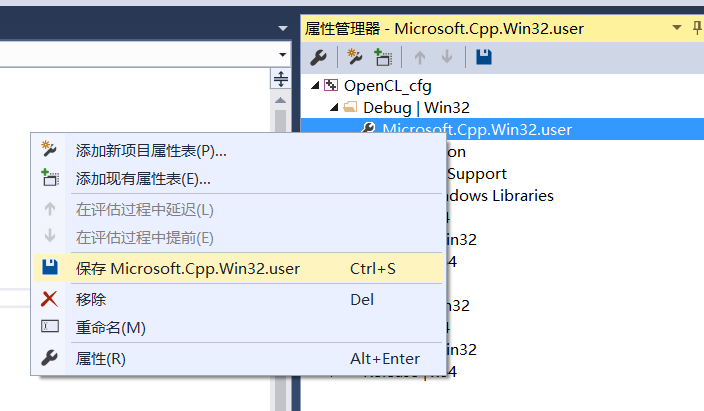 属性管理器 - Microsoft.Cpp.Win32.user
OpenCL_cfg
Debug | Win32
Microsoft.Cpp.Win32.user
添加新项目属性表(P)...
添加现有属性表(E)...
在评估过程中延迟(L)
在评估过程中提前(E)
保存 Microsoft.Cpp.Win32.user Ctrl+S
移除 Del
重命名(M)
属性(R) Alt+Enter
on
Support
dows Libraries
4
in32
4
in32
4
in32